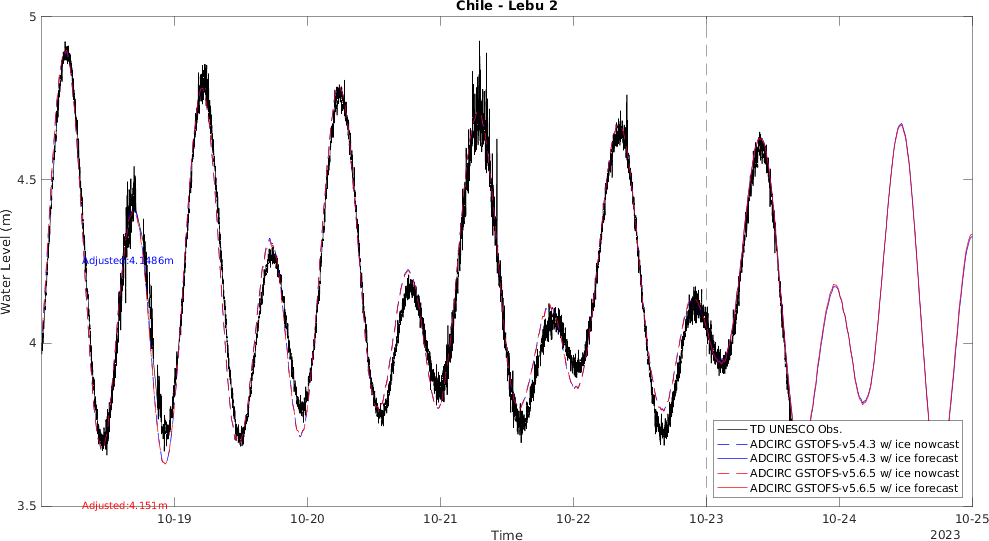 Chile - Lebu 2
5
4.5
4
3.5
Water Level (m)
Adjusted:4.1486m
Adjusted:4.151m
TD UNESCO Obs.
ADCIRC GSTOFS-v5.4.3 w/ ice nowcast
ADCIRC GSTOFS-v5.4.3 w/ ice forecast
ADCIRC GSTOFS-v5.6.5 w/ ice nowcast
ADCIRC GSTOFS-v5.6.5 w/ ice forecast
10-19 10-20 10-21 10-22 10-23 10-24 10-25
Time
2023